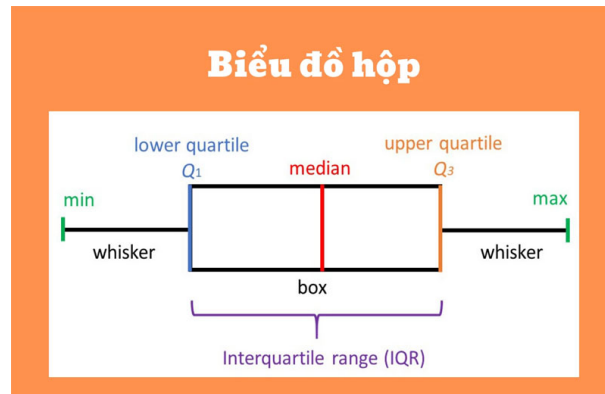 Biểu đồ hộp
lower quartile
Q1
median
upper quartile
Q3
min
max
whisker
whisker
box
Interquartile range (IQR)